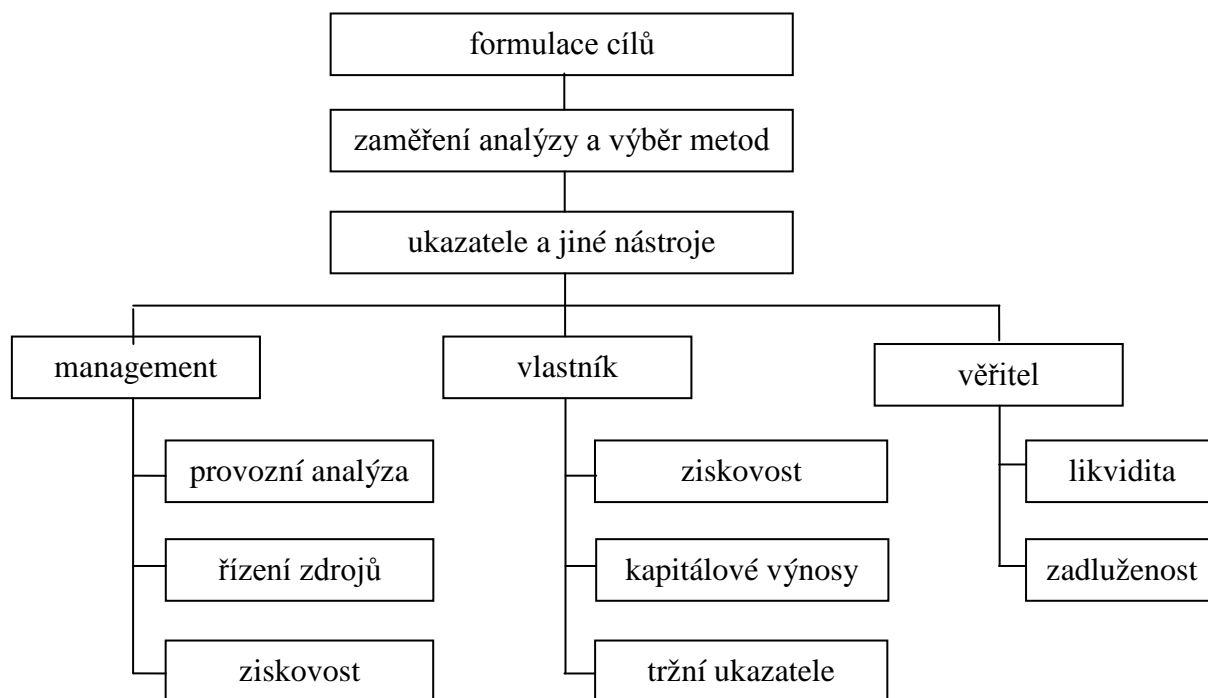 formulace cílů
zaměření analýzy a výběr metod
ukazatele a jiné nástroje
management
vlastník
věřitel
provozní analýza
ziskovost
likvidita
řízení zdrojů
kapitálové výnosy
zadluženost
ziskovost
tržní ukazatele